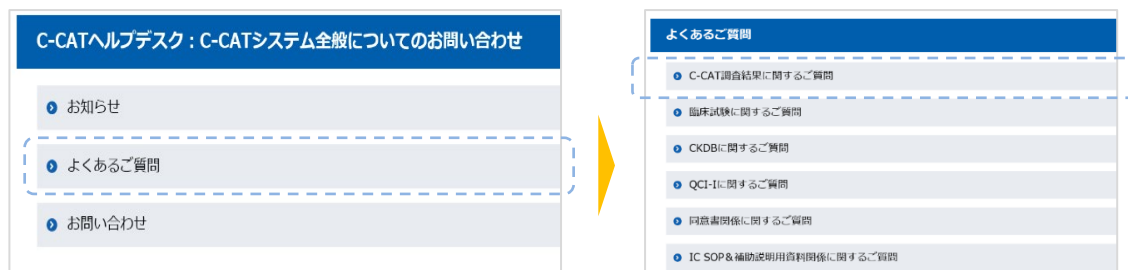 C-CATヘルプデスク：C-CATシステム全般についてのお問い合わせ
お知らせ
よくあるご質問
お問い合わせ
よくあるご質問
C-CAT調査結果に関するご質問
臨床試験に関するご質問
CKDBに関するご質問
QCI-Iに関するご質問
同意書関係に関するご質問
IC SOP＆補助説明用資料関係に関するご質問